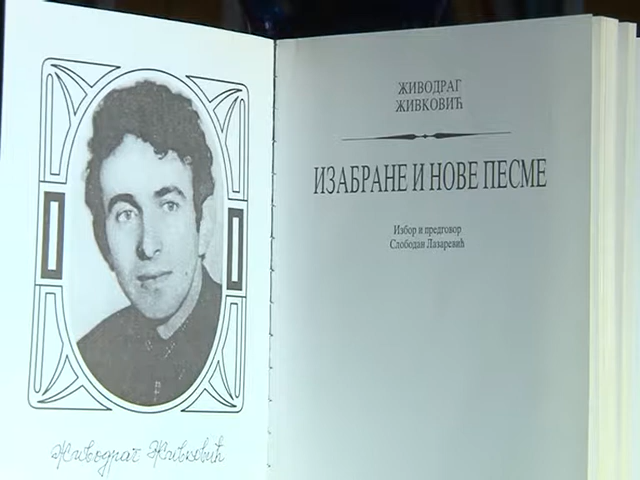 Живодраг Живковић
ЖИВОДРАГ
ЖИВКОВИЋ
ИЗАБРАНЕ И НОВЕ ПЕСМЕ
Избор и предговор
Слободан Лазаревић